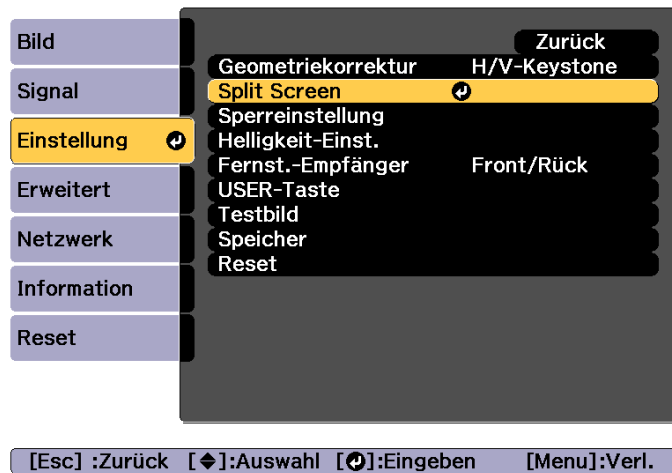 Bild
Signal
Einstellung
Erweitert
Netzwerk
Information
Reset
Zurück
Geometriekorrektur H/V-Keystone
Split Screen
Sperreinstellung
Helligkeit-Einst.
Fernst.-Empfänger Front/Rück
USER-Taste
Testbild
Speicher
Reset
[Esc] :Zurück [◆]:Auswahl [↵]:Eingeben [Menu]:Verl.